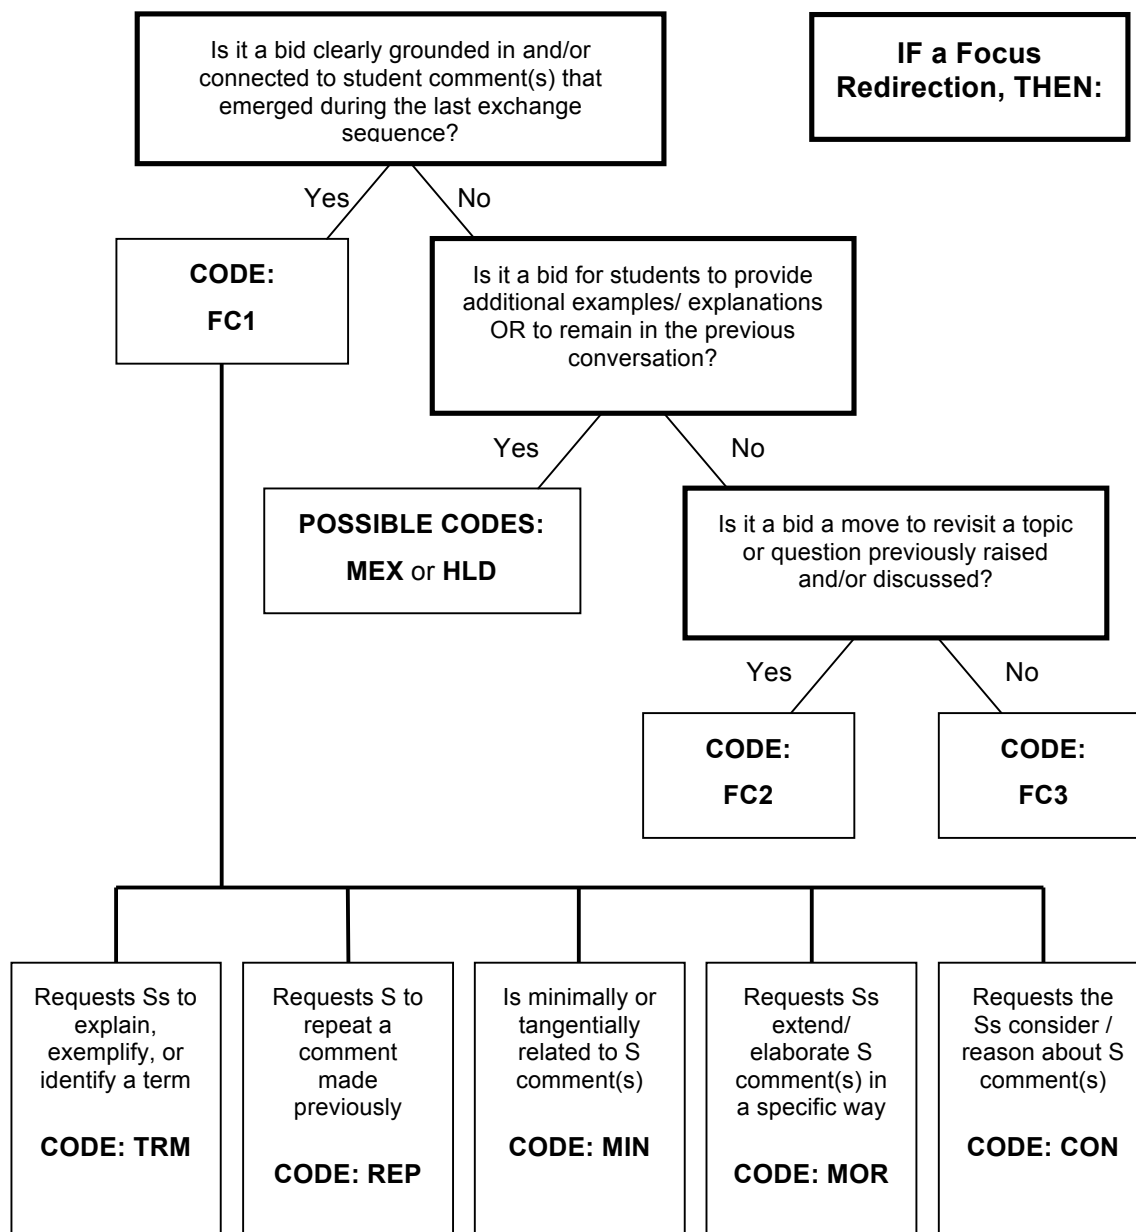 Is it a bid clearly grounded in and/or
connected to student comment(s) that
emerged during the last exchange
sequence?
IF a Focus
Redirection, THEN:
Yes
No
CODE:
FC1
Is it a bid for students to provide
additional examples/ explanations
OR to remain in the previous
conversation?
Yes
No
POSSIBLE CODES:
MEX or HLD
Is it a bid a move to revisit a topic
or question previously raised
and/or discussed?
Yes
No
CODE:
FC2
CODE:
FC3
Requests Ss to
explain,
exemplify, or
identify a term
CODE: TRM
Requests S to
repeat a
comment
made
previously
CODE: REP
Is minimally or
tangentially
related to S
comment(s)
CODE: MIN
Requests Ss
extend/
elaborate S
comment(s) in
a specific way
CODE: MOR
Requests the
Ss consider /
reason about S
comment(s)
CODE: CON